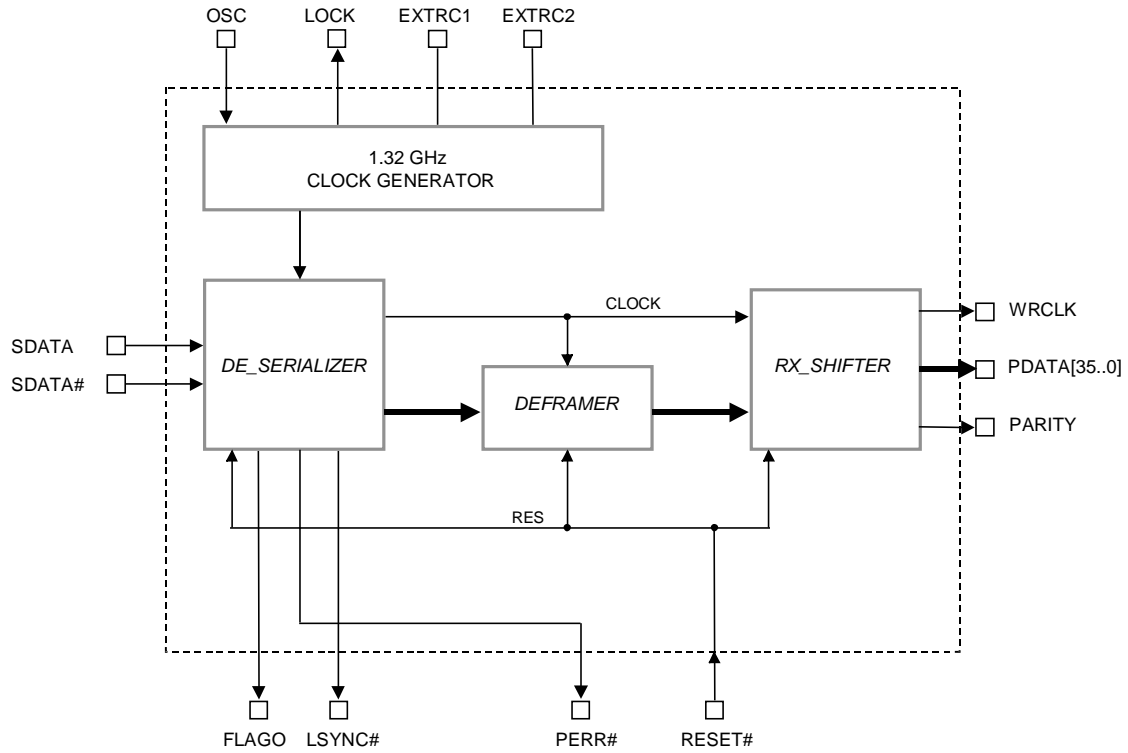 OSC LOCK EXTRC1 EXTRC2
1.32 GHz
CLOCK GENERATOR
CLOCK
WRCLK
SDATA
DE_SERIALIZER
RX_SHIFTER
PDATA[35..0]
SDATA#
DEFRAMER
PARITY
RES
FLAGO LSYNC# PERR# RESET#